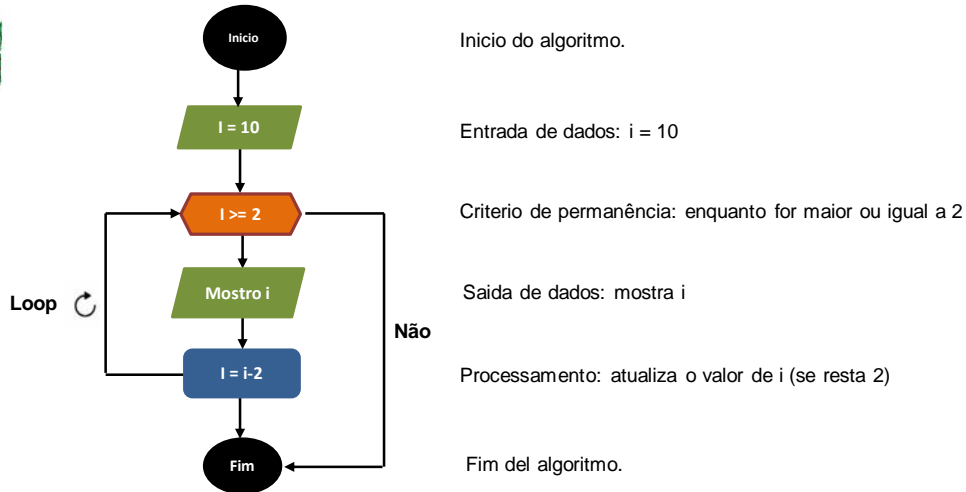 Inicio
Inicio do algoritmo.
I = 10
Entrada de dados: i = 10
I >= 2
Criterio de permanência: enquanto for maior ou igual a 2
Mostro i
Saida de dados: mostra i
Loop
Não
I = i-2
Processamento: atualiza o valor de i (se resta 2)
Fim
Fim del algoritmo.